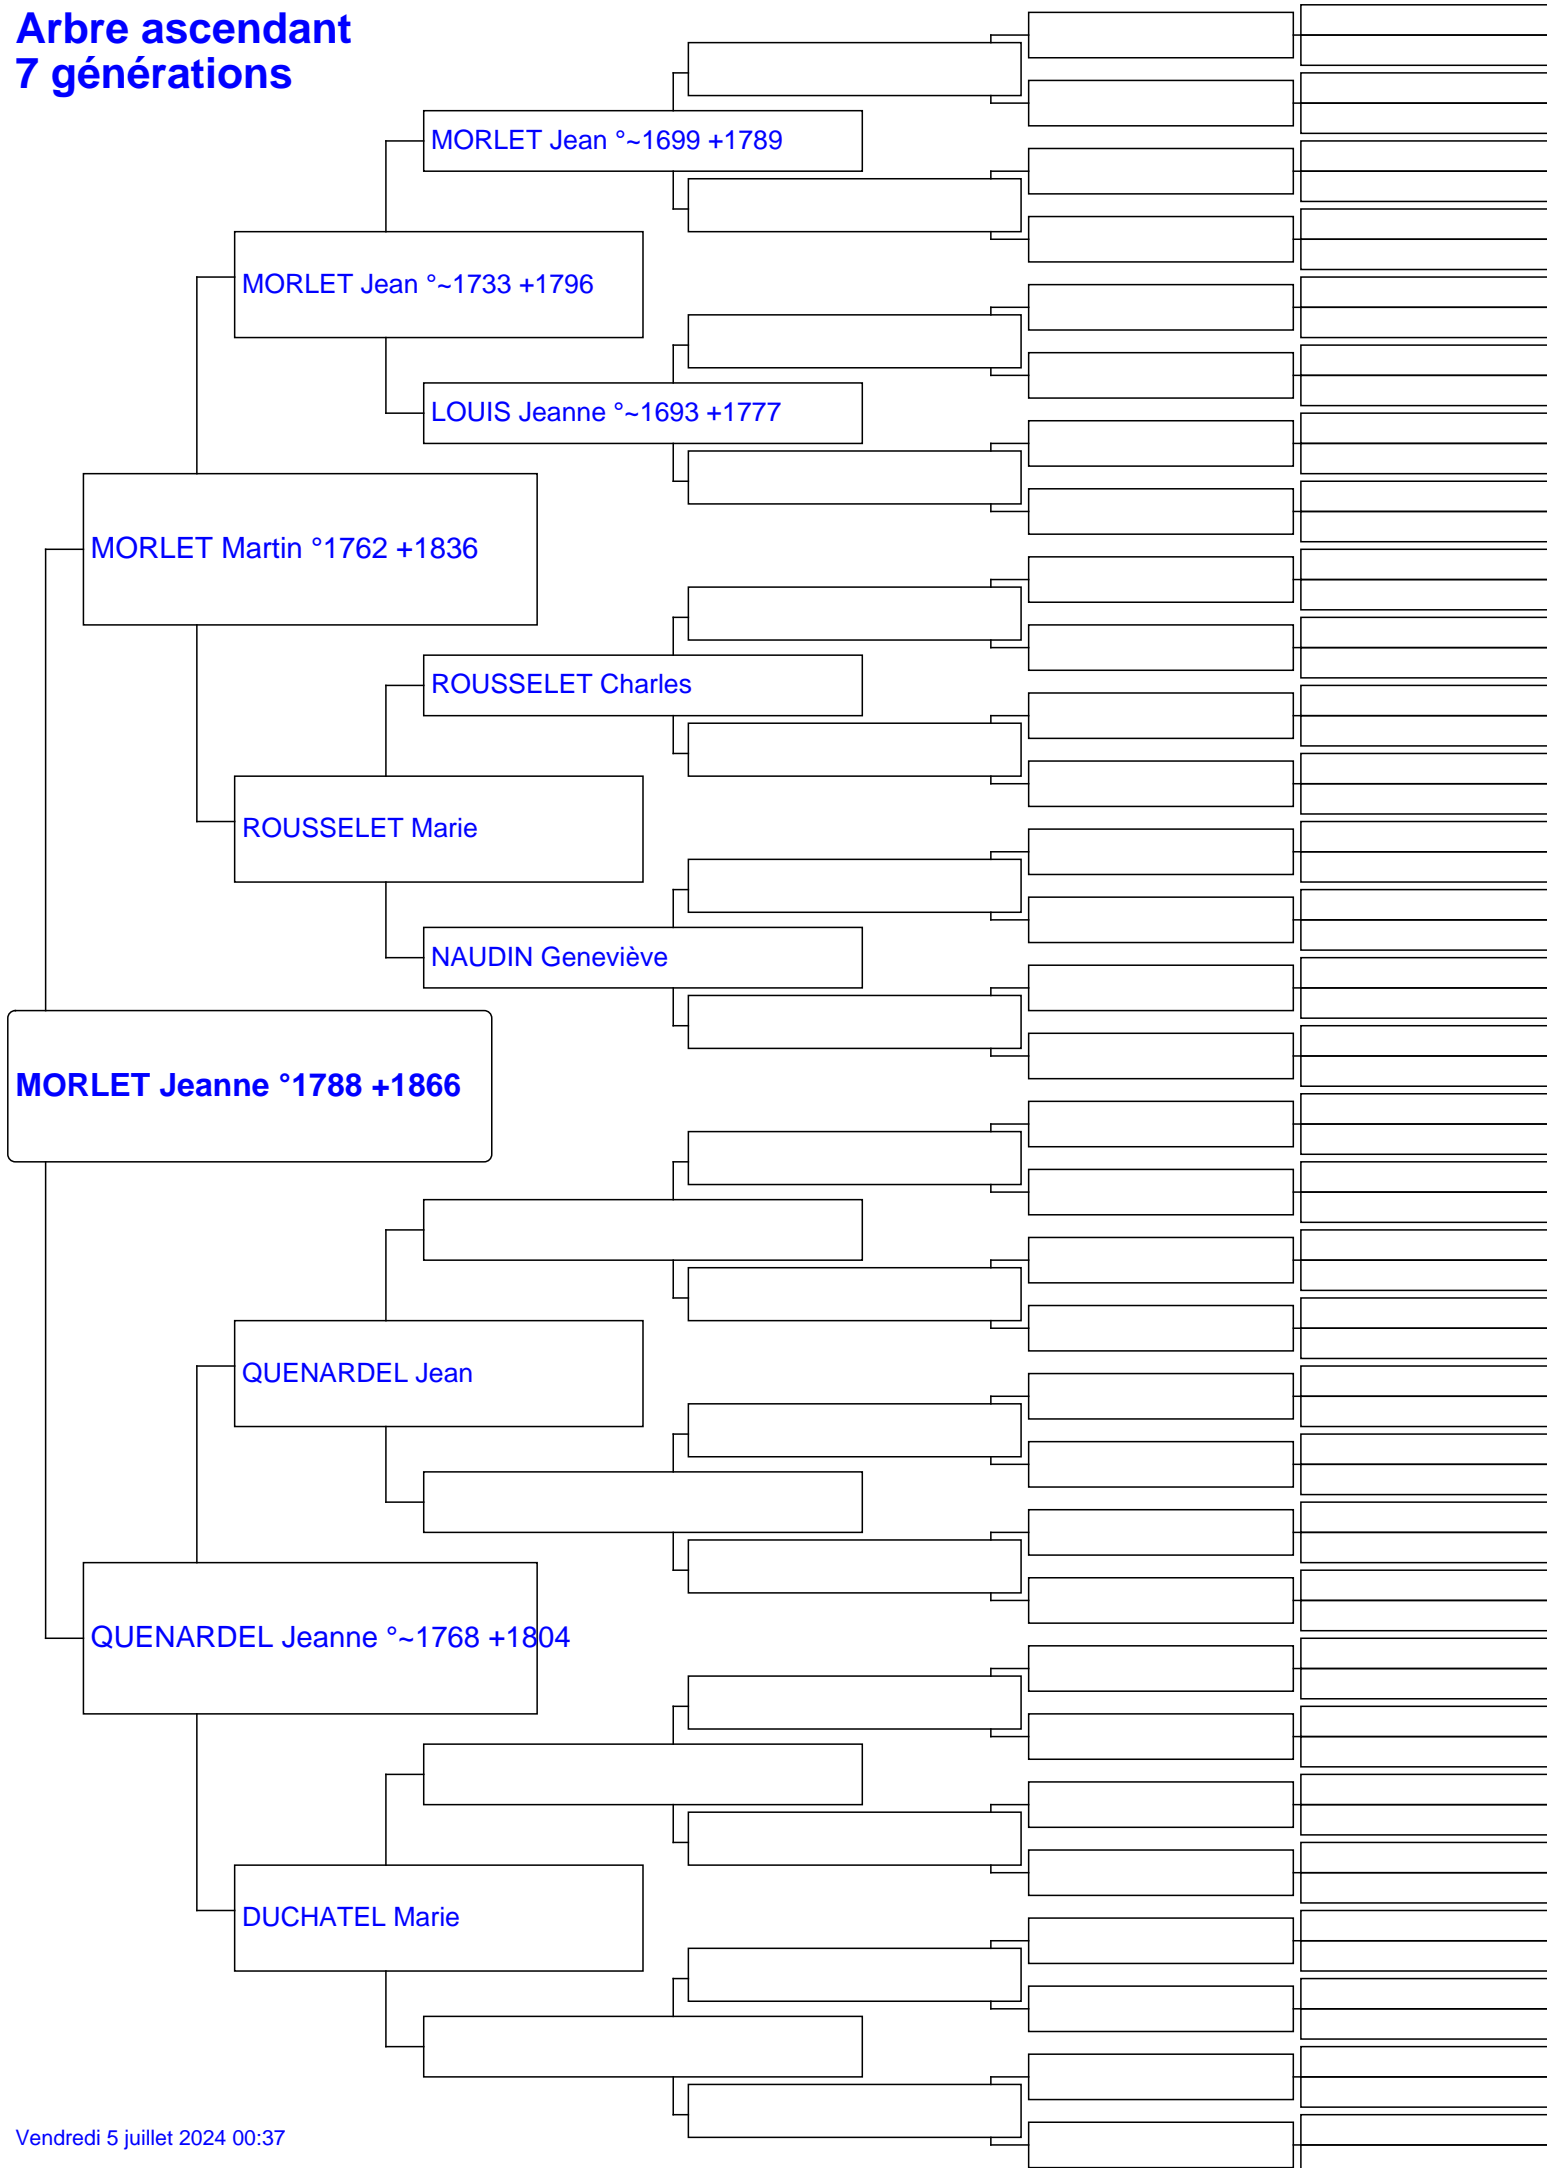 Arbre ascendant
7 générations
MORLET Jean °~1699 +1789
MORLET Jean °~1733 +1796
LOUIS Jeanne °~1693 +1777
MORLET Martin °1762 +1836
ROUSSELET Charles
ROUSSELET Marie
NAUDIN Geneviève
MORLET Jeanne °1788 +1866
QUENARDEL Jean
QUENARDEL Jeanne °~1768 +1804
DUCHATEL Marie
Vendredi 5 juillet 2024 00:37